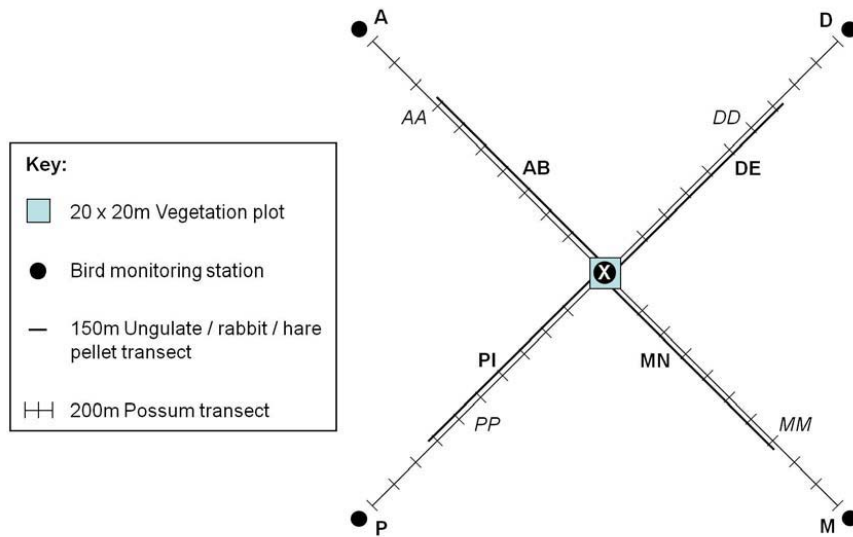 A
D
AA
DD
AB
DE
Key:
20 x 20m Vegetation plot
Bird monitoring station
150m Ungulate / rabbit / hare
pellet transect
200m Possum transect
X
PI
MN
PP
MM
P
M